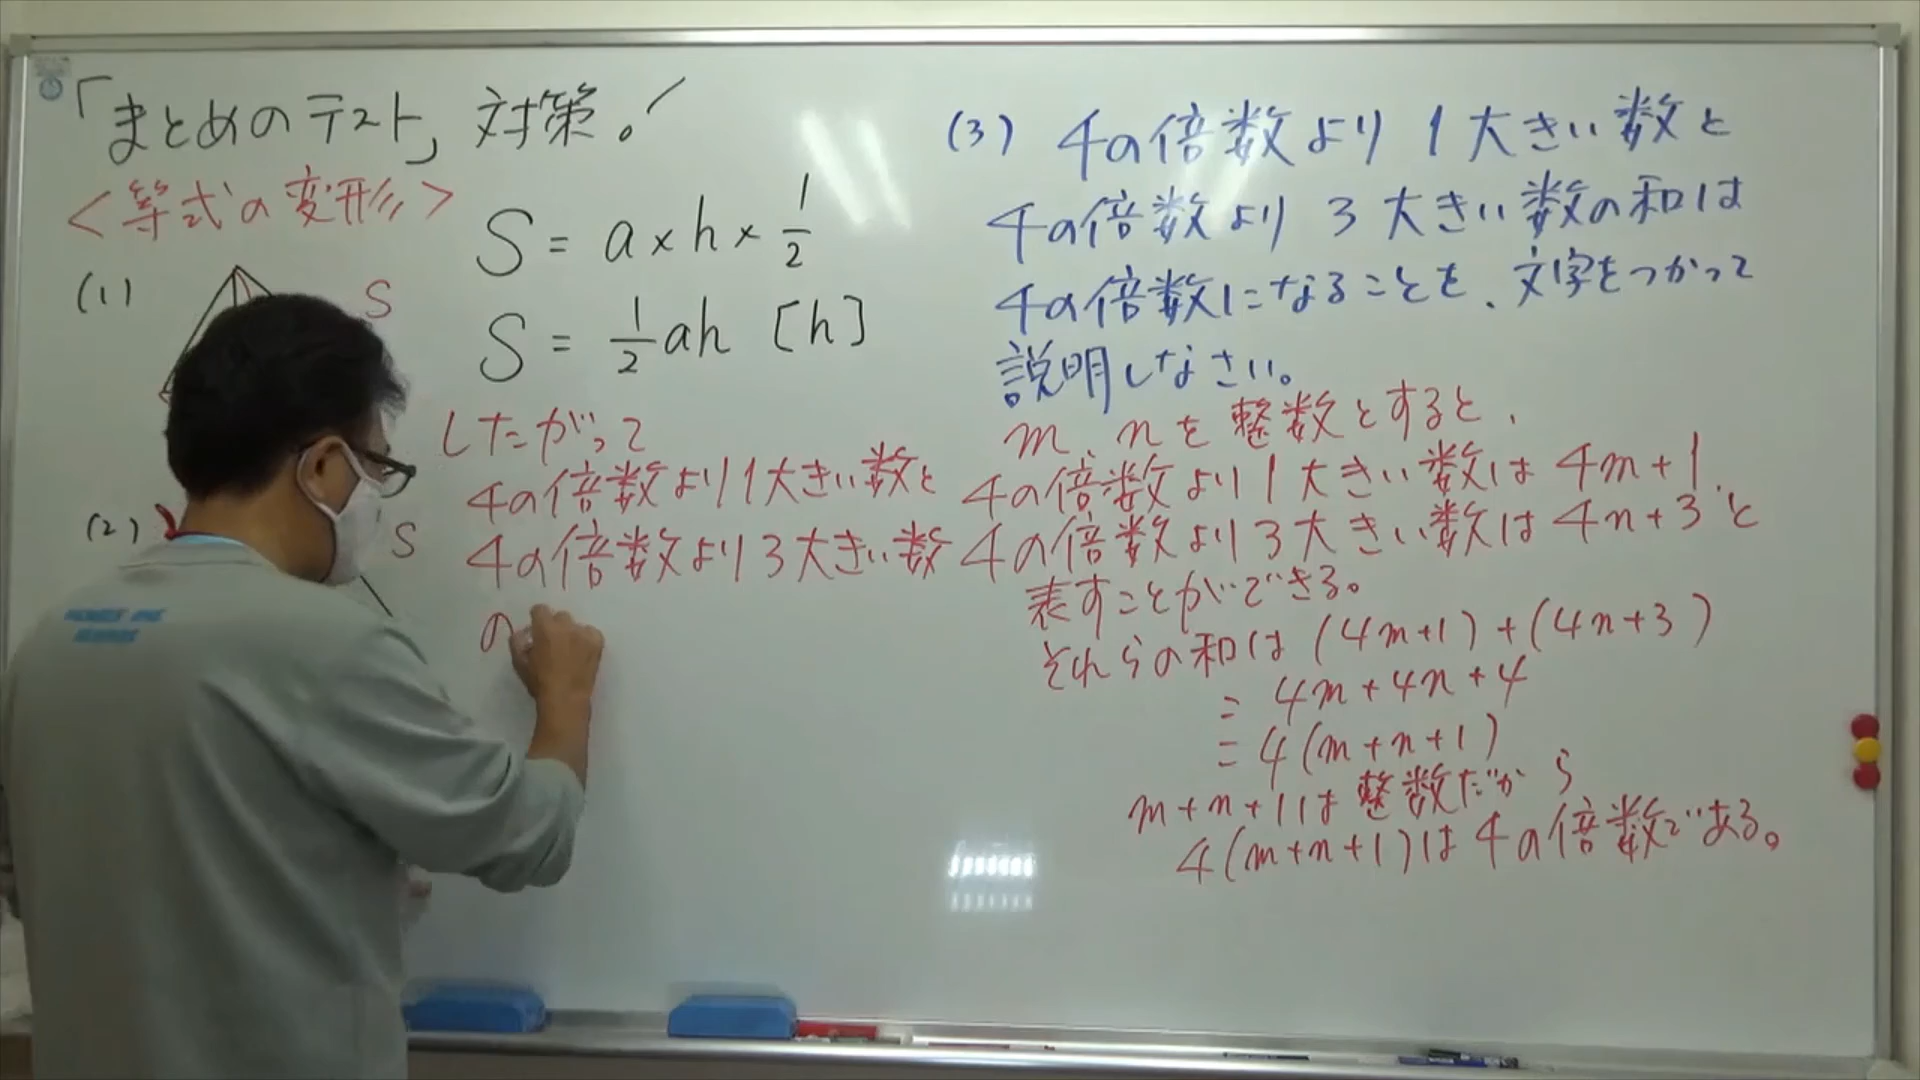 「まとめのテスト」対策!
<等式の変形>
(1)
S
S = a × h × 1/2
S = 1/2 ah [h]
(2)
S
(3) 4の倍数より1大きい数と
4の倍数より3大きい数の和は
4の倍数になることを、文字をつかって
説明しなさい。
m、nを整数とすると、
4の倍数より1大きい数は4m+1、
4の倍数より3大きい数は4n+3と
表すことができる。
それらの和は(4m+1)+(4n+3)
= 4m+4n+4
= 4(m+n+1)
m+n+1は整数だから
4(m+n+1)は4の倍数である。
したがって
4の倍数より1大きい数と
4の倍数より3大きい数
の